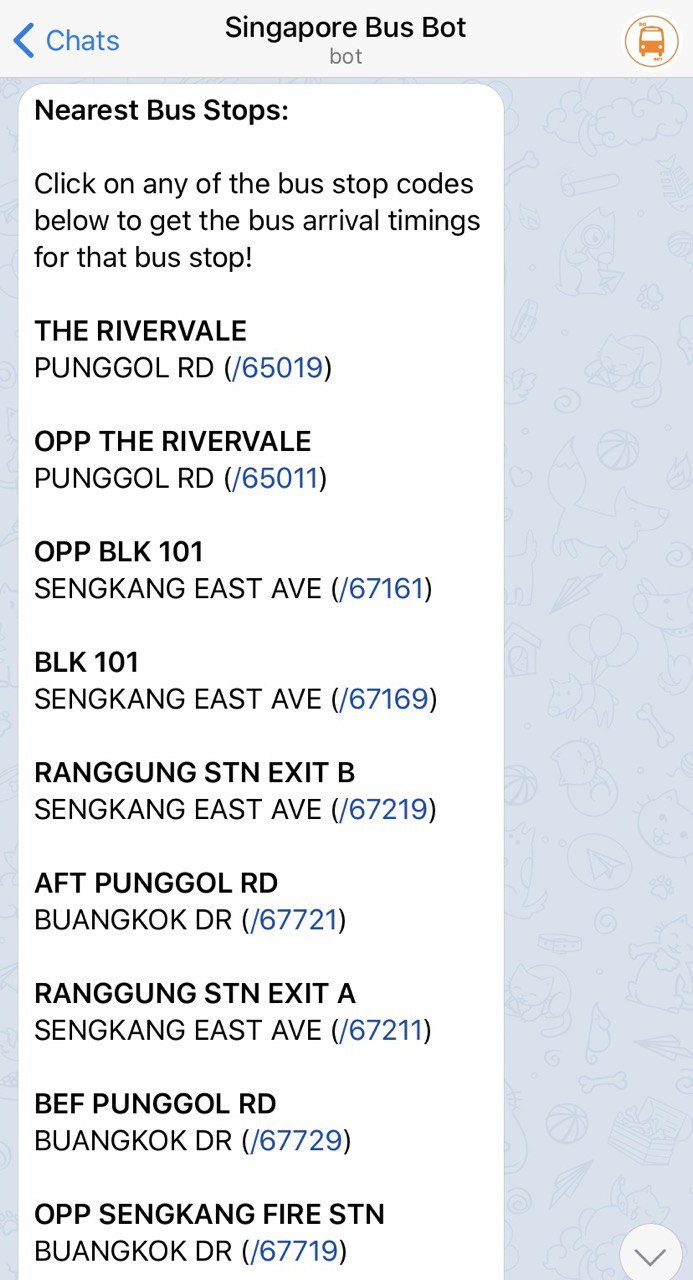 Chats
Singapore Bus Bot
bot
Nearest Bus Stops:
Click on any of the bus stop codes
below to get the bus arrival timings
for that bus stop!
THE RIVERVALE
PUNGGOL RD (/65019)
OPP THE RIVERVALE
PUNGGOL RD (/65011)
OPP BLK 101
SENGKANG EAST AVE (/67161)
BLK 101
SENGKANG EAST AVE (/67169)
RANGGUNG STN EXIT B
SENGKANG EAST AVE (/67219)
AFT PUNGGOL RD
BUANGKOK DR (/67721)
RANGGUNG STN EXIT A
SENGKANG EAST AVE (/67211)
BEF PUNGGOL RD
BUANGKOK DR (/67729)
OPP SENGKANG FIRE STN
BUANGKOK DR (/67719)